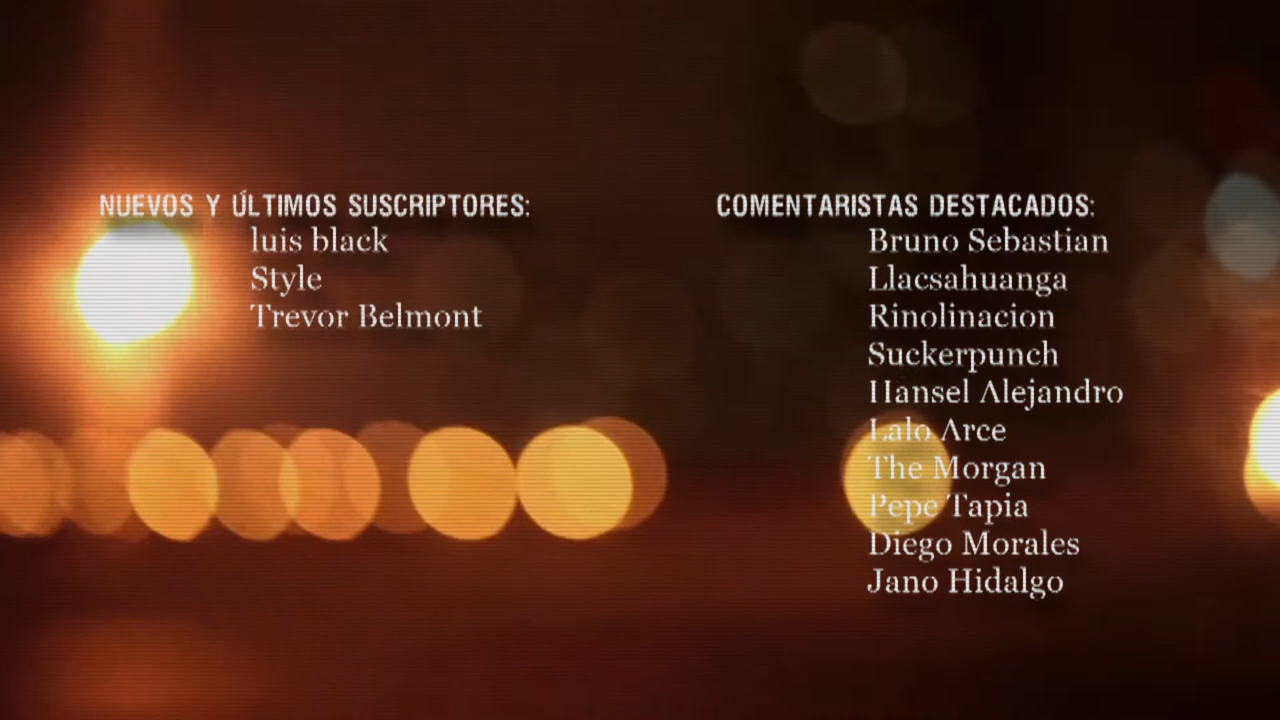 NUEVOS Y ÚLTIMOS SUSCRIPTORES:
luis black
Style
Trevor Belmont
COMENTARISTAS DESTACADOS:
Bruno Sebastian
Llacsahuanga
Rinolinacion
Suckerpunch
Hansel Alejandro
Lalo Arce
The Morgan
Pepe Tapia
Diego Morales
Jano Hidalgo